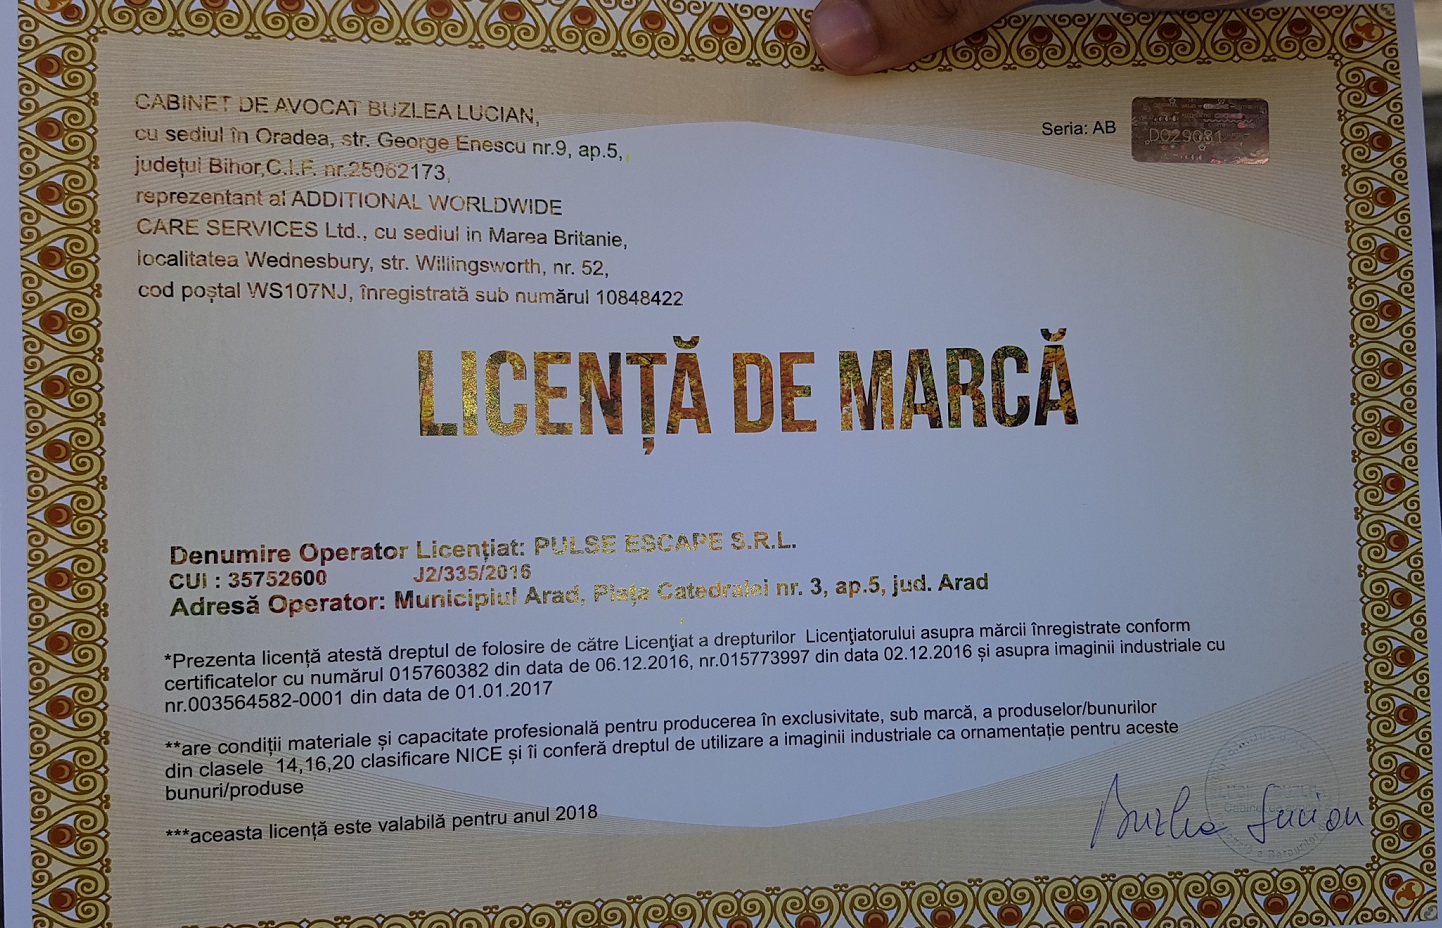 CABINET DE AVOCAT BUZLEA LUCIAN,
cu sediul în Oradea, str. George Enescu nr.9, ap.5,
județul Bihor,C.I.F. nr.25062173,
reprezentant al ADDITIONAL WORLDWIDE
CARE SERVICES Ltd., cu sediul in Marea Britanie,
localitatea Wednesbury, str. Willingsworth, nr. 52,
cod poștal WS107NJ, înregistrată sub numărul 10848422
Seria: AB
D029081
LICENȚĂ DE MARCĂ
Denumire Operator Licențiat: PULSE ESCAPE S.R.L.
CUI : 35752600 J2/335/2016
Adresă Operator: Municipiul Arad, Piața Catedralei nr. 3, ap.5, jud. Arad
*Prezenta licență atestă dreptul de folosire de către Licențiat a drepturilor Licențiatorului asupra mărcii înregistrate conform
certificatelor cu numărul 015760382 din data de 06.12.2016, nr.015773997 din data 02.12.2016 și asupra imaginii industriale cu
nr.003564582-0001 din data de 01.01.2017
**are condiții materiale și capacitate profesională pentru producerea în exclusivitate, sub marcă, a produselor/bunurilor
din clasele 14,16,20 clasificare NICE și îi conferă dreptul de utilizare a imaginii industriale ca ornamentație pentru aceste
bunuri/produse
***aceasta licență este valabilă pentru anul 2018
Buzlea Lucian